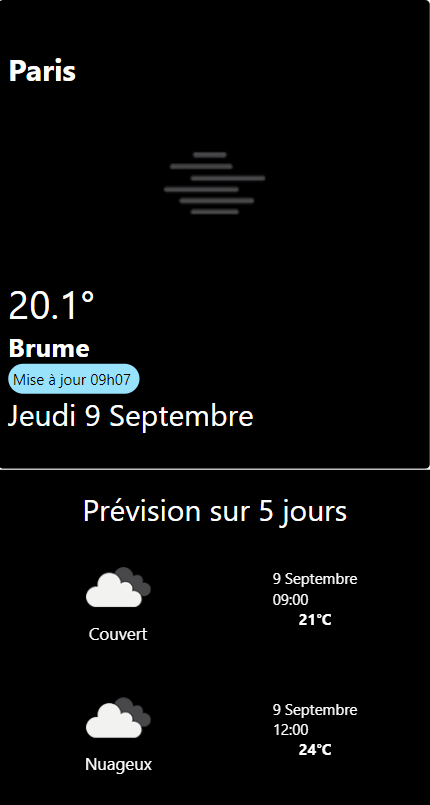 Paris
20.1°
Brume
Mise à jour 09h07
Jeudi 9 Septembre
Prévision sur 5 jours
9 Septembre
09:00
21°C
Couvert
9 Septembre
12:00
24°C
Nuageux